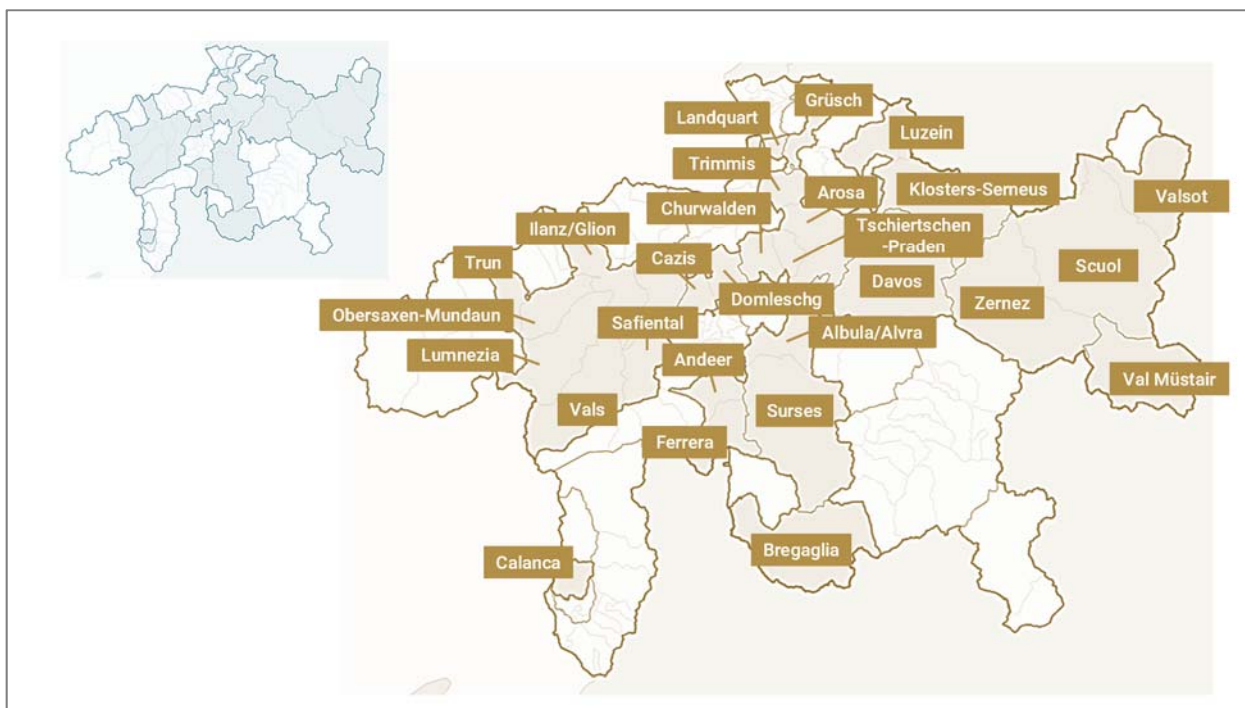 Grüsch
Landquart
Luzein
Trimmis
Arosa
Klosters-Serneus
Valsot
Churwalden
Tschiertschen
-Praden
Ilanz/Glion
Cazis
Trun
Scuol
Davos
Domleschg
Zernez
Obersaxen-Mundaun
Safiental
Albula/Alvra
Lumnezia
Andeer
Val Müstair
Vals
Surses
Ferrera
Bregaglia
Calanca